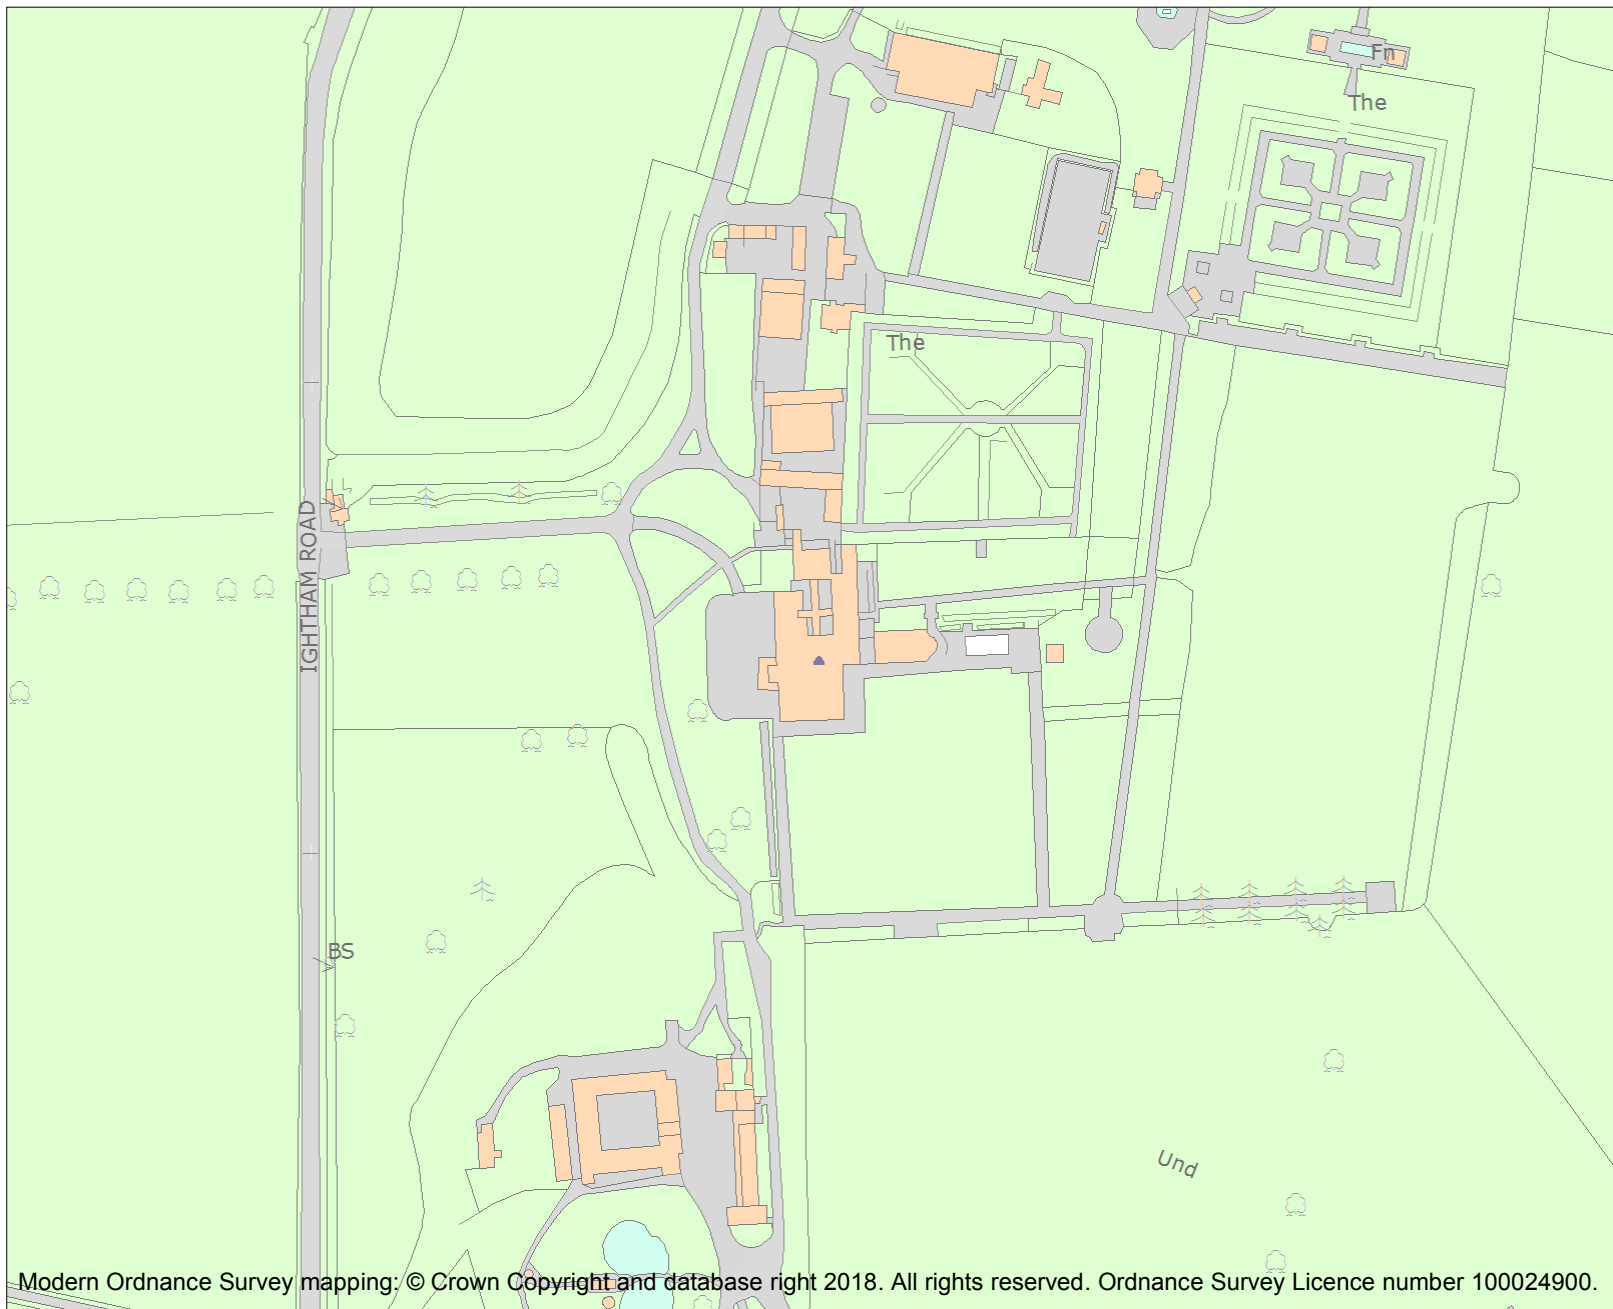 Fn
The
The
IGHTHAM ROAD
BS
Und
Modern Ordnance Survey mapping: © Crown Copyright and database right 2018. All rights reserved. Ordnance Survey Licence number 100024900.